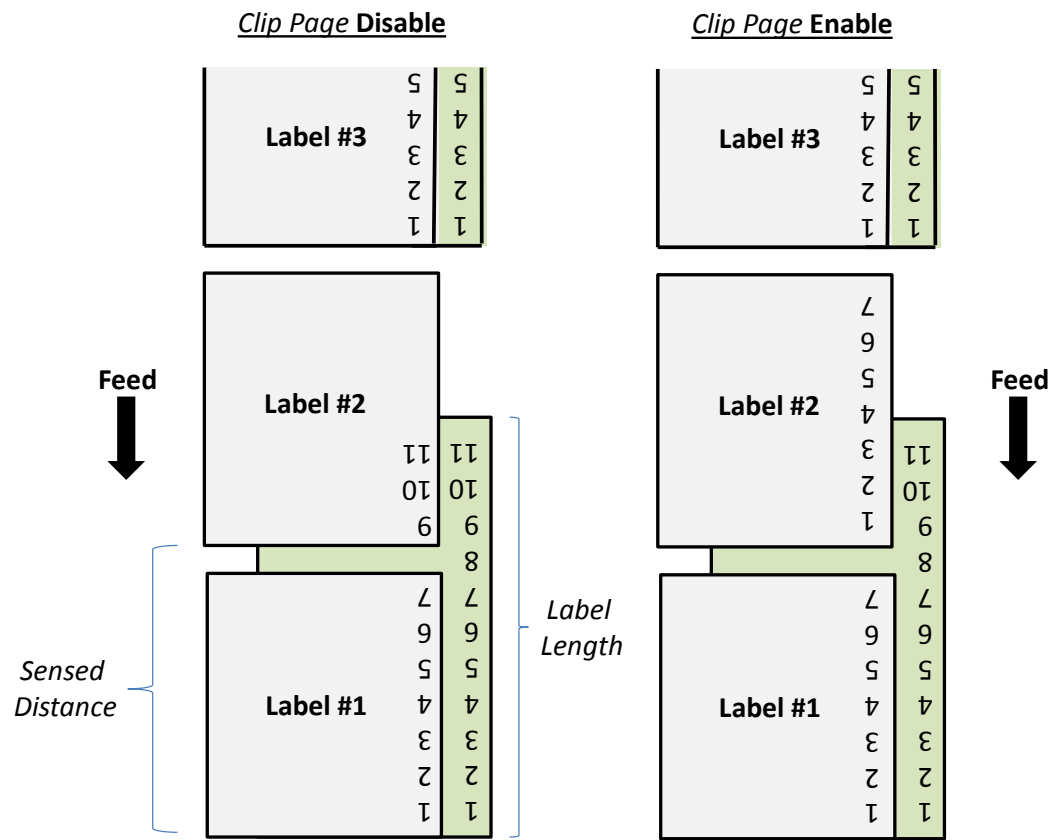 Clip Page Disable
5 5
4 4
Label #3
3 3
2 2
1 1
Feed
Label #2
11 11
10 10
9 9
8
7 7
6 6
5 5
Label #1
4 4
3 3
2 2
1 1
Sensed
Distance
Label
Length
Clip Page Enable
5 5
4 4
Label #3
3 3
2 2
1 1
Feed
7
6
5
Label #2
4
3 11
2 10
1 9
8
7 7
6 6
5 5
Label #1
4 4
3 3
2 2
1 1